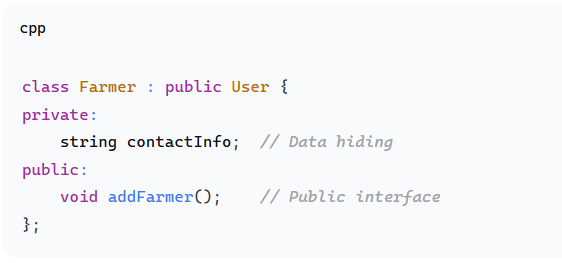 cpp
class Farmer : public User {
private:
    string contactInfo;  // Data hiding
public:
    void addFarmer();    // Public interface
};